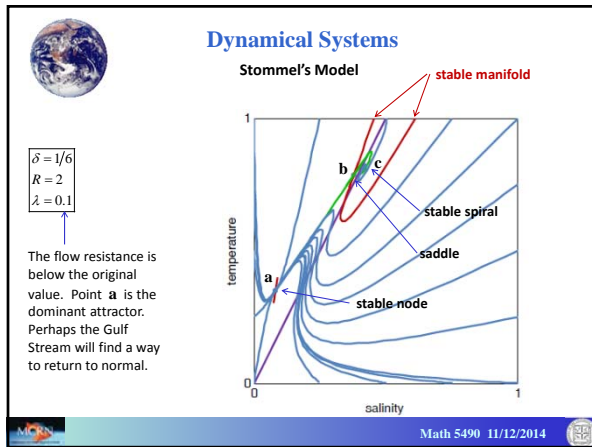 Dynamical Systems
Stommel's Model
stable manifold
δ = 1/6
R = 2
λ = 0.1
The flow resistance is
below the original
value. Point a is the
dominant attractor.
Perhaps the Gulf
Stream will find a way
to return to normal.
1
b
c
stable spiral
saddle
temperature
a
stable node
0
0
salinity
1
MCRN
Math 5490 11/12/2014